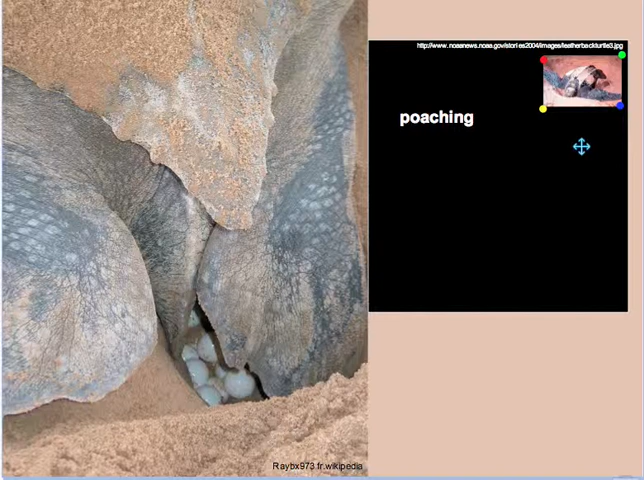 http://www.noaanews.noaa.gov/stories2004/images/leatherbackturtle3.jpg
poaching
Raybx973 fr.wikipedia